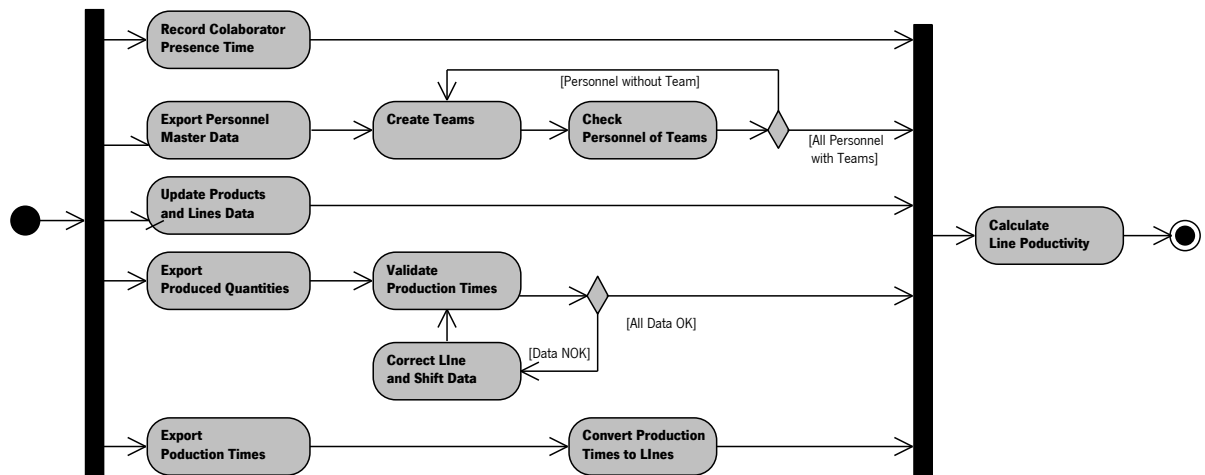 Record Colaborator
Presence Time
[Personnel without Team]
Export Personnel
Master Data
Create Teams
Check
Personnel of Teams
[All Personnel
with Teams]
Update Products
and Lines Data
Calculate
Line Poductivity
Export
Produced Quantities
Validate
Production Times
[All Data OK]
[Data NOK]
Correct LIne
and Shift Data
Export
Poduction Times
Convert Production
Times to LInes